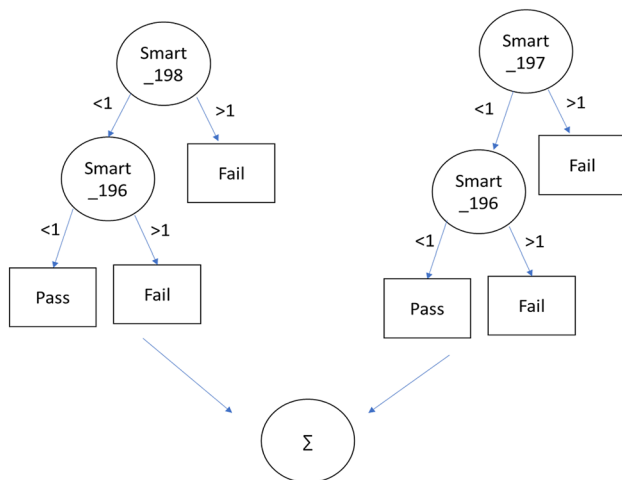 Smart
_198
<1
>1
Smart
_196
Fail
<1
>1
Pass
Fail
Smart
_197
<1
>1
Smart
_196
Fail
<1
>1
Pass
Fail
Σ